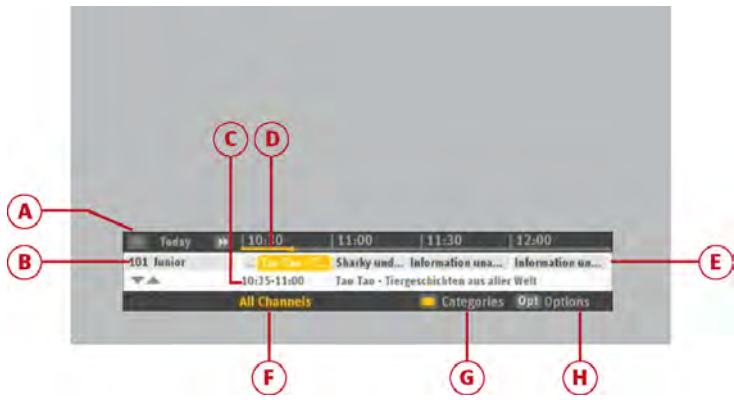 C D
A
Today 10:30 11:00 11:30 12:00
B 101 Junior Tao Tao Sharky und... Information una... Information un... E
10:35-11:00 Tao Tao - Tiergeschichten aus aller Welt
All Channels Categories Opt Options
F G H